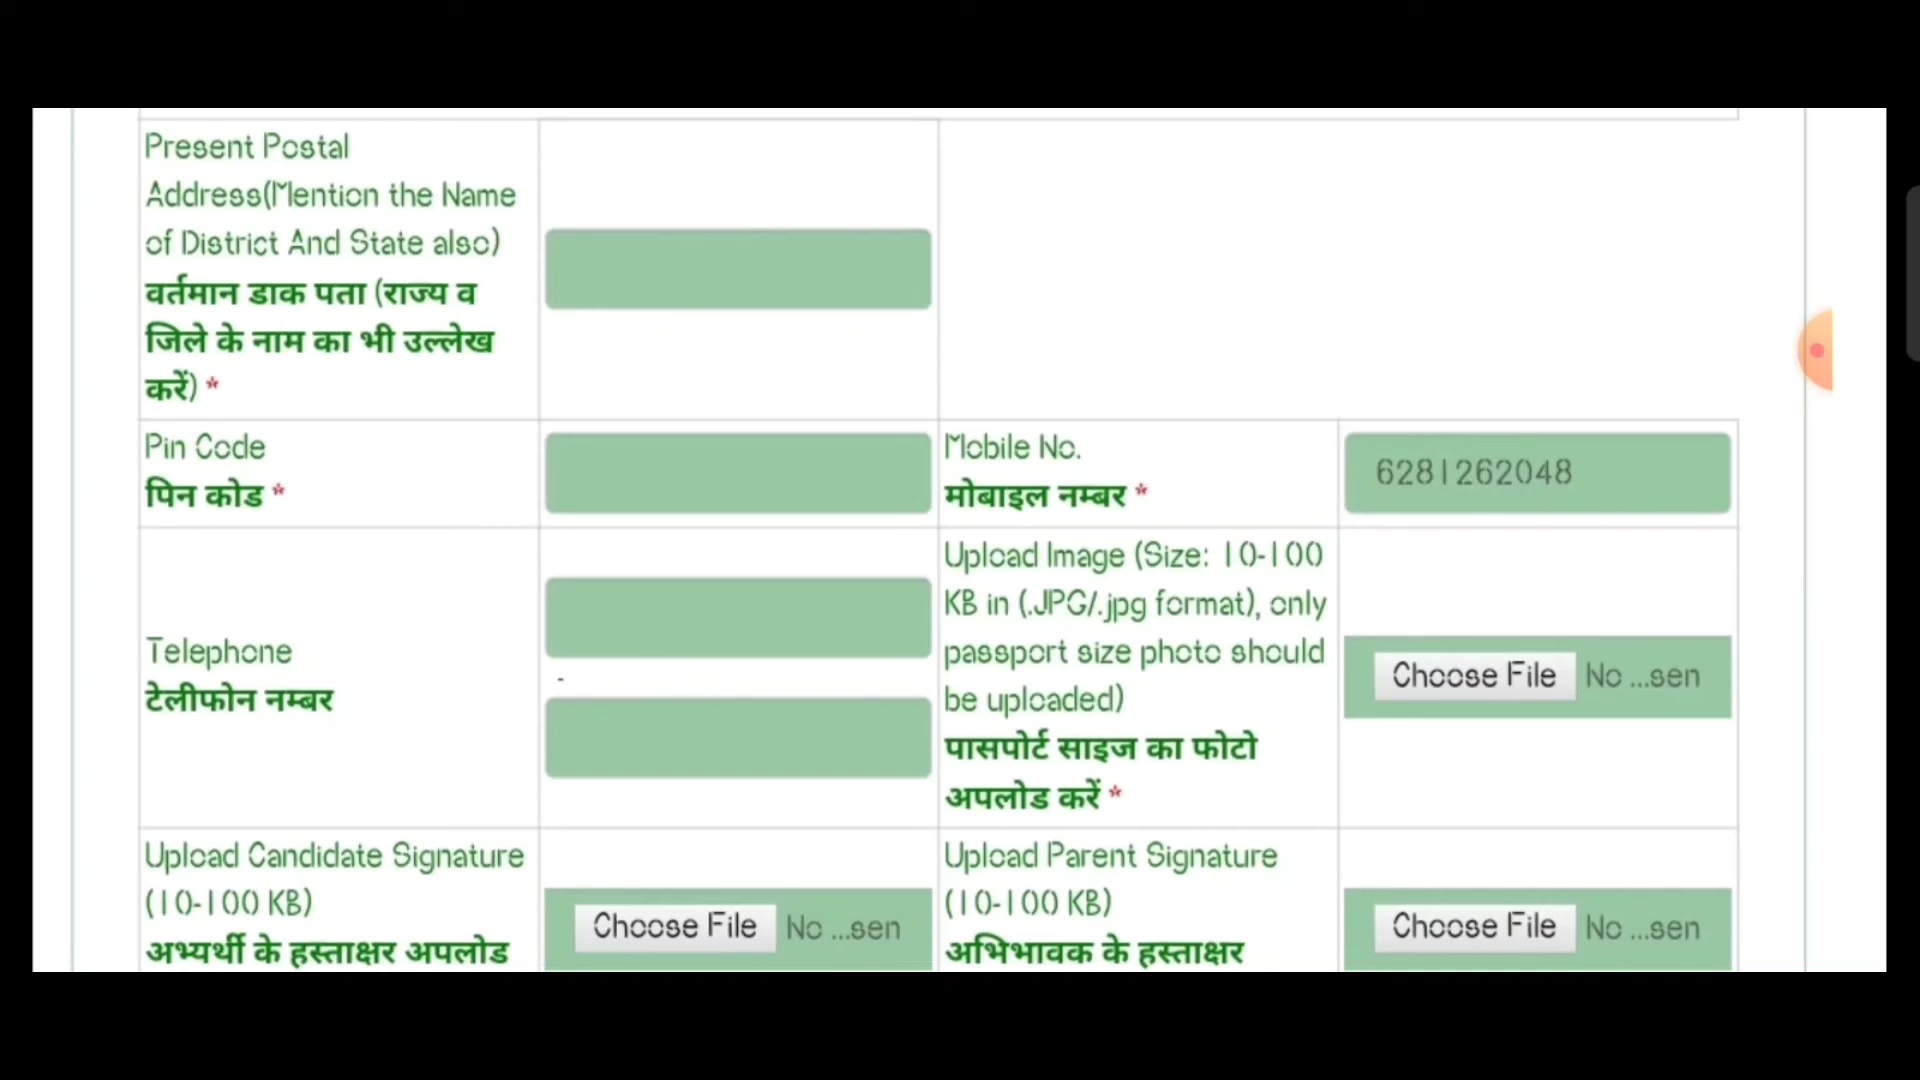 Present Postal
Address(Mention the Name
of District And State also)
वर्तमान डाक पता (राज्य व
जिले के नाम का भी उल्लेख
करें) *
Pin Code
पिन कोड *
Mobile No.
मोबाइल नम्बर *
6281262048
Telephone
टेलीफोन नम्बर
-
Upload Image (Size: 10-100
KB in (.JPG/.jpg format), only
passport size photo should
be uploaded)
पासपोर्ट साइज का फोटो
अपलोड करें *
Choose File No ...sen
Upload Candidate Signature
(10-100 KB)
अभ्यर्थी के हस्ताक्षर अपलोड
Choose File No ...sen
Upload Parent Signature
(10-100 KB)
अभिभावक के हस्ताक्षर
Choose File No ...sen